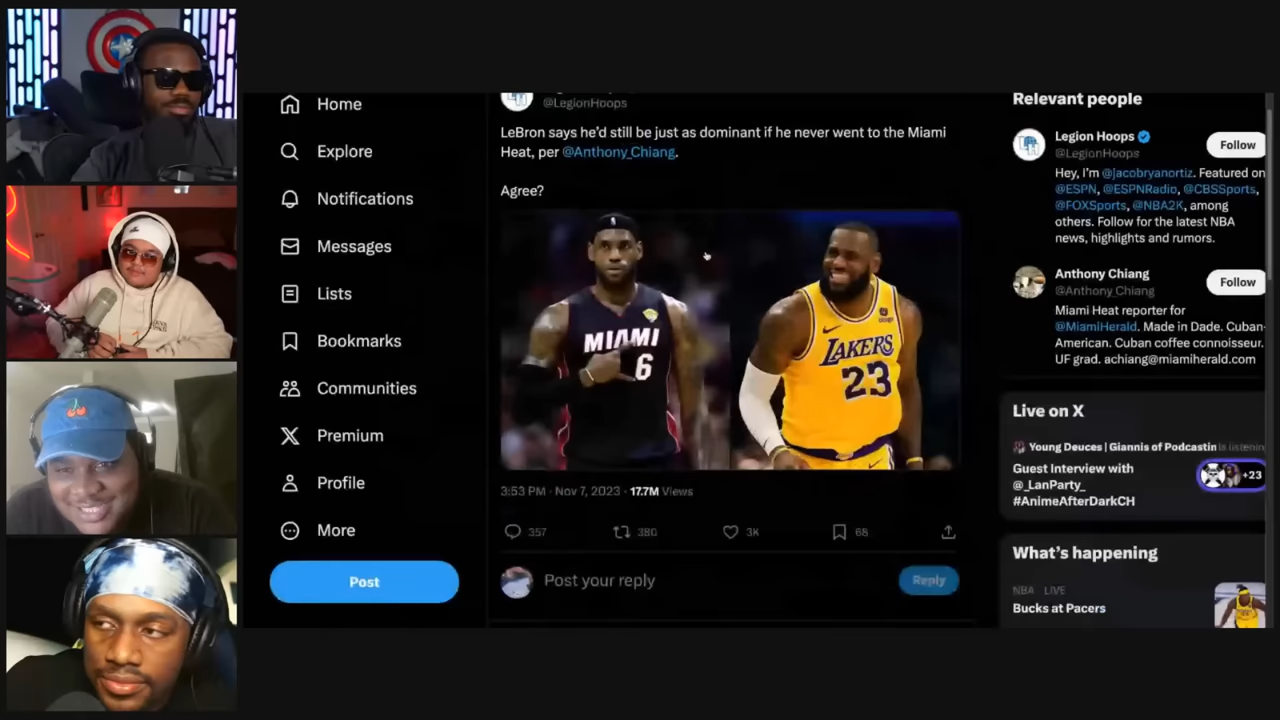 Home
Explore
Notifications
Messages
Lists
Bookmarks
Communities
Premium
Profile
More
Post
@LegionHoops
LeBron says he'd still be just as dominant if he never went to the Miami
Heat, per @Anthony_Chiang.
Agree?
MIAMI
6
LAKERS
23
3:53 PM · Nov 7, 2023 · 17.7M Views
357
380
3K
68
Post your reply
Reply
Relevant people
Legion Hoops
@LegionHoops
Follow
Hey, I'm @jacobryanortiz. Featured on
@ESPN, @ESPNRadio, @CBSSports,
@FOXSports, @NBA2K, among
others. Follow for the latest NBA
news, highlights and rumors.
Anthony Chiang
@Anthony_Chiang
Follow
Miami Heat reporter for
@MiamiHerald. Made in Dade. Cuban-
American. Cuban coffee connoisseur.
UF grad. achiang@miamiherald.com
Live on X
Young Deuces | Giannis of Podcastin is listening
Guest Interview with
@_LanParty_
#AnimeAfterDarkCH
+23
What's happening
NBA · LIVE
Bucks at Pacers